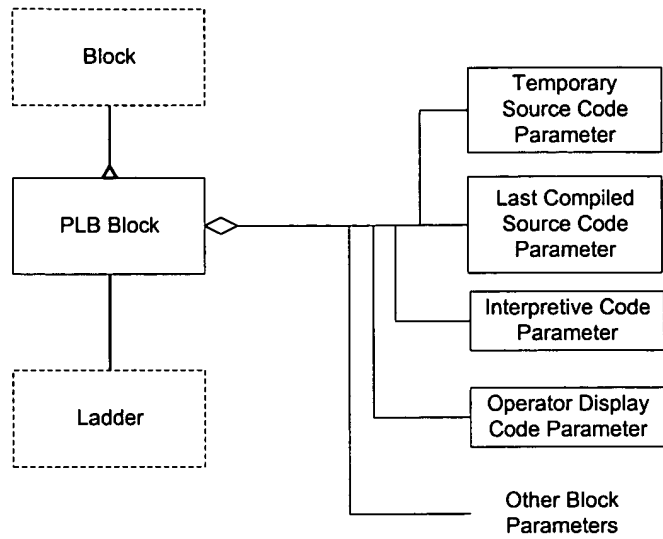 Block
PLB Block
Ladder
Temporary
Source Code
Parameter
Last Compiled
Source Code
Parameter
Interpretive Code
Parameter
Operator Display
Code Parameter
Other Block
Parameters